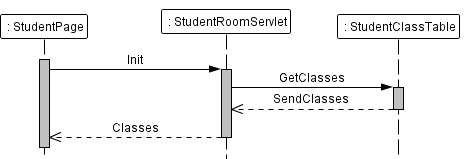 : StudentPage
: StudentRoomServlet
: StudentClassTable
Init
GetClasses
SendClasses
Classes